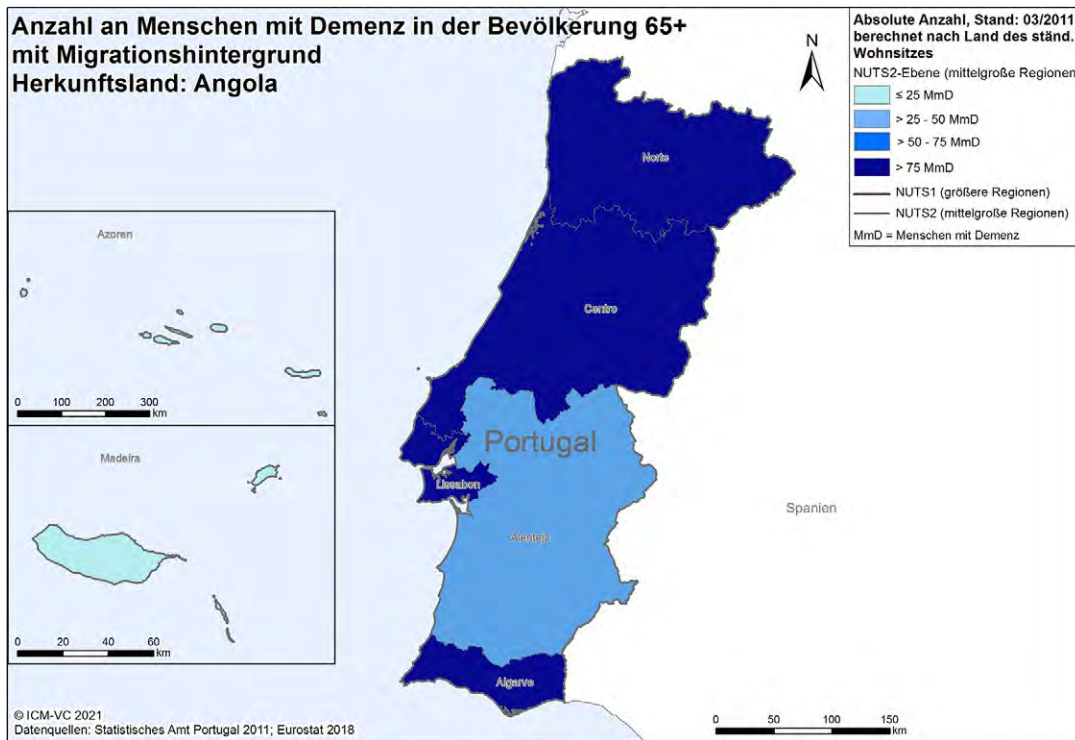 Anzahl an Menschen mit Demenz in der Bevölkerung 65+
mit Migrationshintergrund
Herkunftsland: Angola
N
Absolute Anzahl, Stand: 03/2011
berechnet nach Land des ständ.
Wohnsitzes
NUTS2-Ebene (mittelgroße Regionen
≤ 25 MmD
> 25 - 50 MmD
> 50 - 75 MmD
> 75 MmD
NUTS1 (größere Regionen)
NUTS2 (mittelgroße Regionen)
MmD = Menschen mit Demenz
Norte
Azoren
Centro
0 100 200 300
km
Portugal
Madeira
Lissabon
Spanien
Alentejo
0 20 40 60
km
Algarve
© ICM-VC 2021
Datenquellen: Statistisches Amt Portugal 2011; Eurostat 2018
0 50 100 150
km